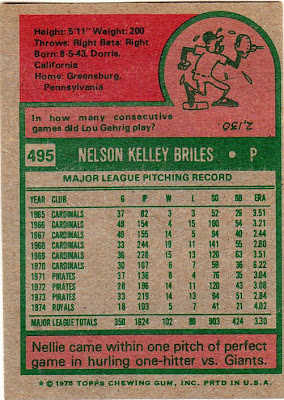 Height: 5'11" Weight: 200
Throws: Right Bats: Right
Born: 8-5-43, Dorris,
California
Home: Greensburg,
Pennsylvania
In how many consecutive
games did Lou Gehrig play?
2,130
495 NELSON KELLEY BRILES • P
MAJOR LEAGUE PITCHING RECORD
YEAR CLUB G IP W L SO BB ERA
1965 CARDINALS 37 82 3 3 52 26 3.51
1966 CARDINALS 49 154 4 15 100 54 3.21
1967 CARDINALS 49 155 14 5 94 40 2.44
1968 CARDINALS 33 244 19 11 141 55 2.80
1969 CARDINALS 36 228 15 13 126 63 3.51
1970 CARDINALS 30 107 6 7 59 36 6.22
1971 PIRATES 37 136 8 4 76 35 3.04
1972 PIRATES 28 196 14 11 120 43 3.08
1973 PIRATES 33 219 14 13 94 51 2.84
1974 ROYALS 18 103 5 7 41 21 4.02
MAJOR LEAGUE TOTALS 350 1624 102 88 903 424 3.30
Nellie came within one pitch of perfect
game in hurling one-hitter vs. Giants.
* © 1975 TOPPS CHEWING GUM, INC. PRTD IN U.S.A.